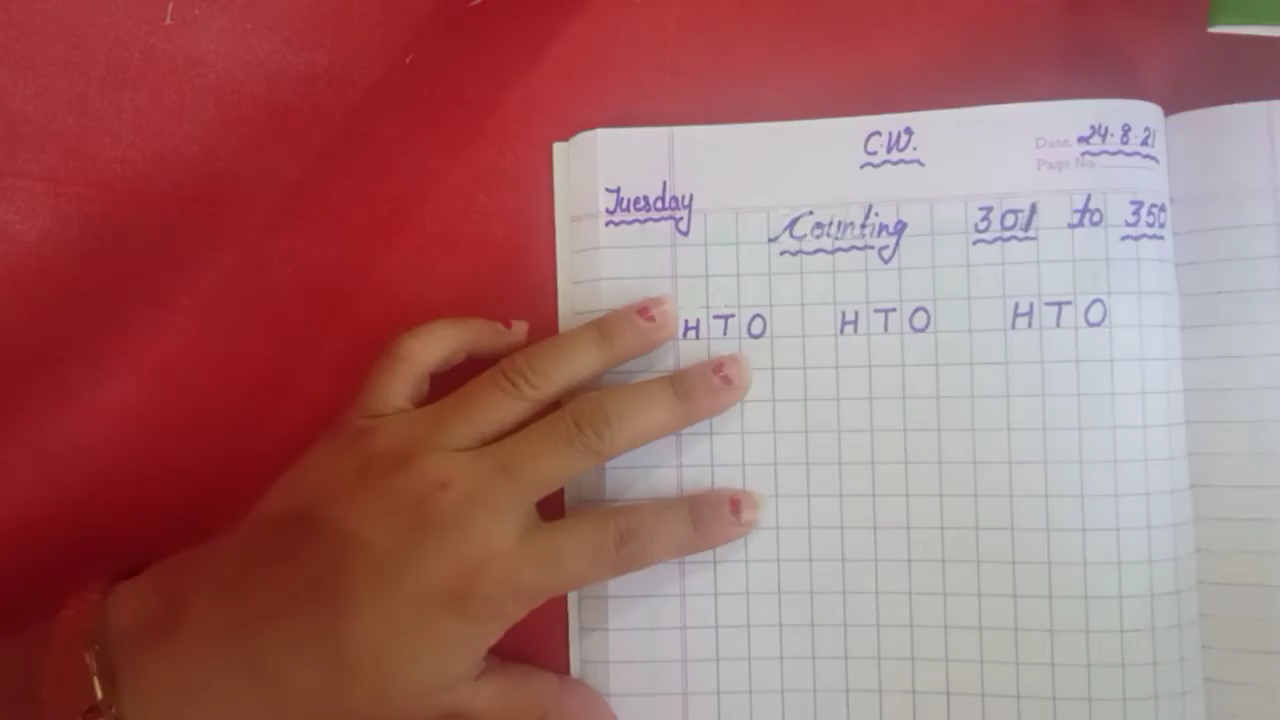 C.W.
Date 24.8.21
Page No.
Tuesday
Counting 301 to 350
H T O H T O H T O